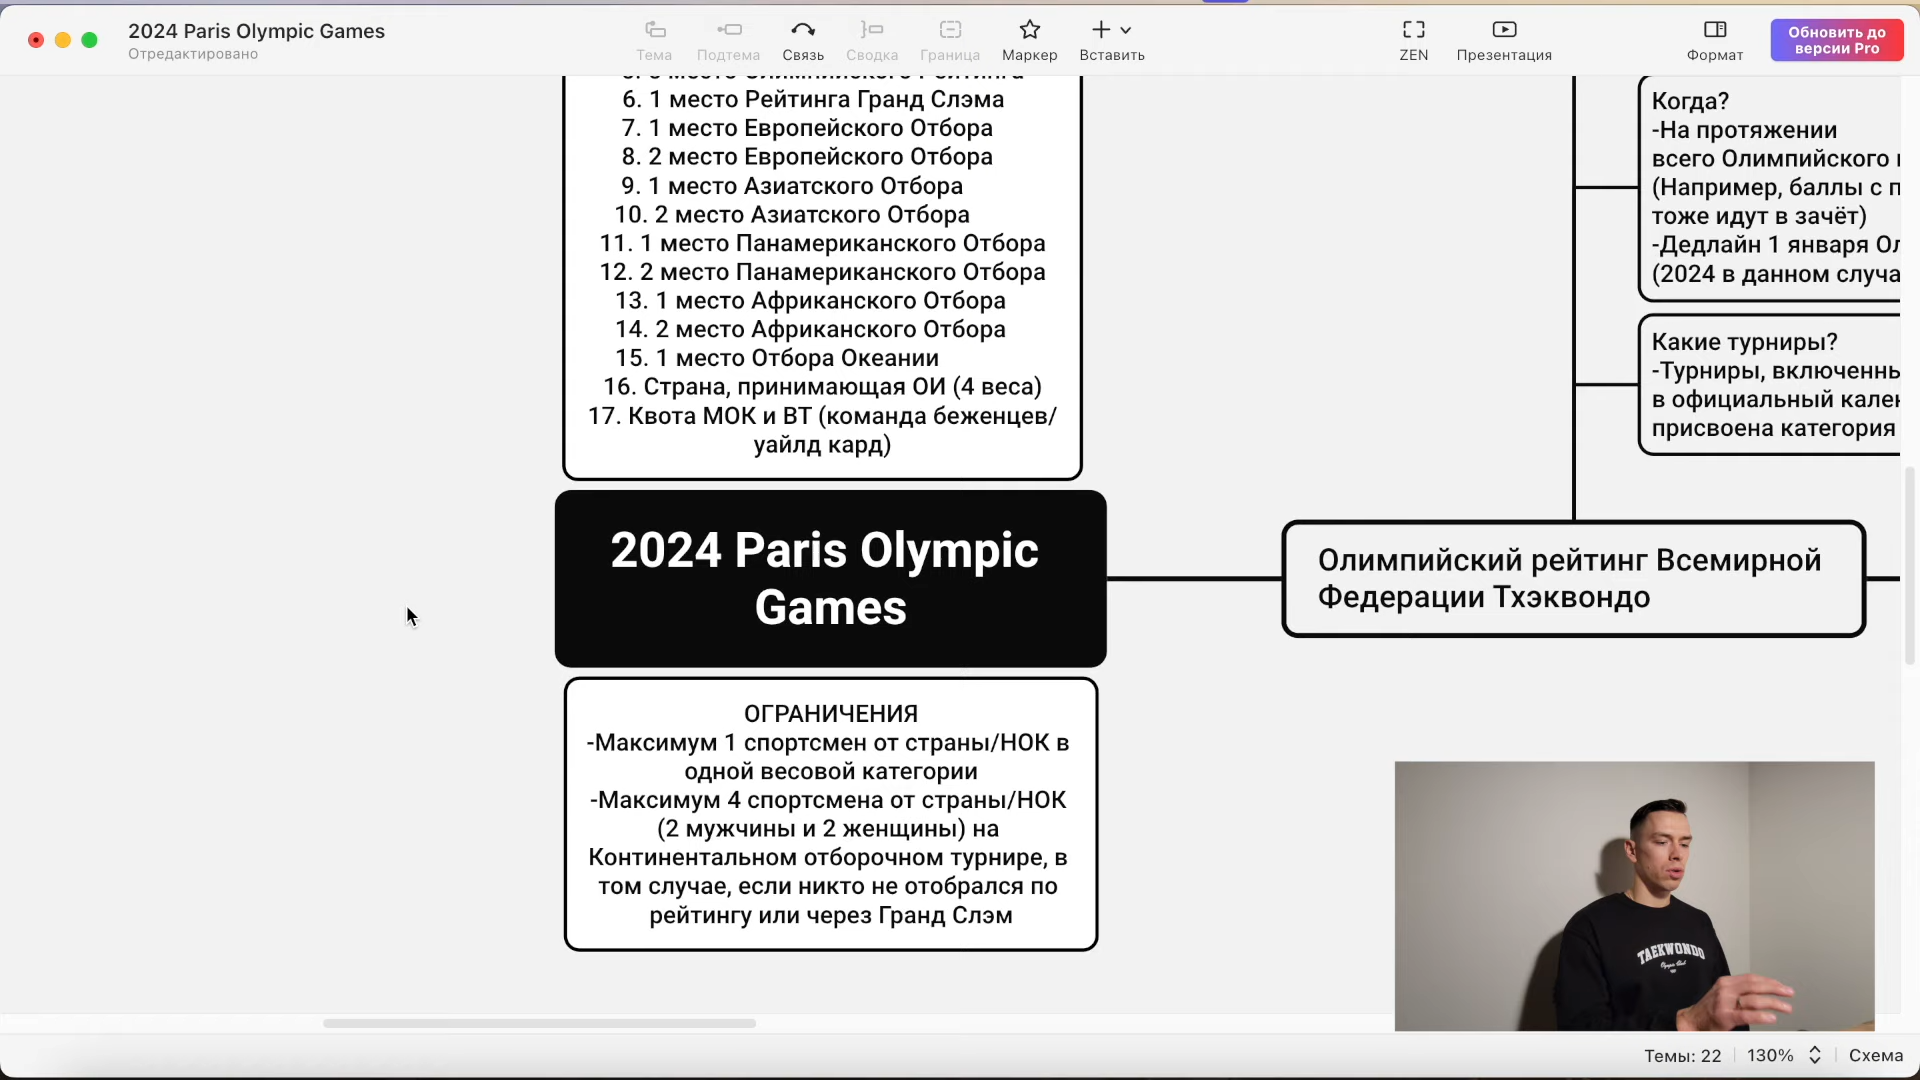 2024 Paris Olympic Games
Отредактировано
Тема
Подтема
Связь
Сводка
Граница
Маркер
Вставить
ZEN
Презентация
Формат
Обновить до
версии Pro
6. 1 место Рейтинга Гранд Слэма
7. 1 место Европейского Отбора
8. 2 место Европейского Отбора
9. 1 место Азиатского Отбора
10. 2 место Азиатского Отбора
11. 1 место Панамериканского Отбора
12. 2 место Панамериканского Отбора
13. 1 место Африканского Отбора
14. 2 место Африканского Отбора
15. 1 место Отбора Океании
16. Страна, принимающая ОИ (4 веса)
17. Квота МОК и ВТ (команда беженцев/
уайлд кард)
Когда?
-На протяжении
всего Олимпийского
(Например, баллы с
тоже идут в зачёт)
-Дедлайн 1 января
(2024 в данном
Какие турниры?
-Турниры,
в официальный
присвоена категория
2024 Paris Olympic
Games
Олимпийский рейтинг Всемирной
Федерации Тхэквондо
ОГРАНИЧЕНИЯ
-Максимум 1 спортсмен от страны/НОК в
одной весовой категории
-Максимум 4 спортсмена от страны/НОК
(2 мужчины и 2 женщины) на
Континентальном отборочном турнире, в
том случае, если никто не отобрался по
рейтингу или через Гранд Слэм
TAEKWONDO
Темы: 22
130%
Схема